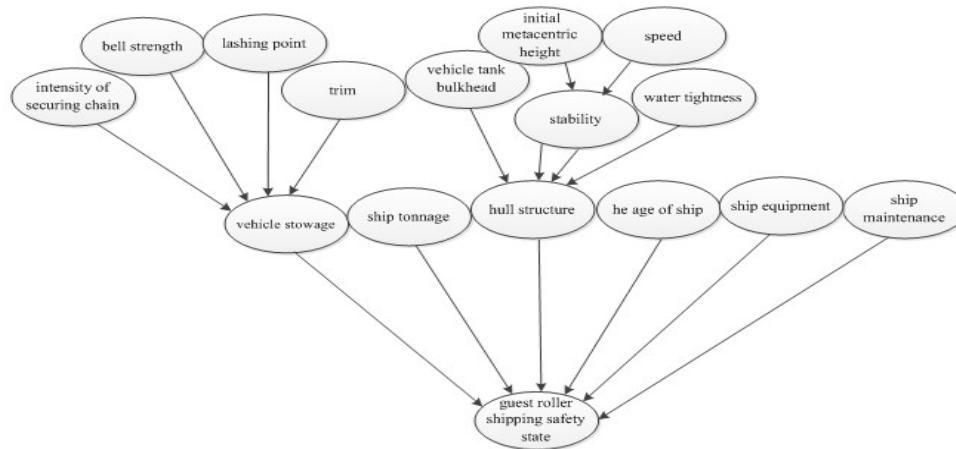 bell strength
lashing point
initial
metacentric
height
speed
intensity of
securing chain
trim
vehicle tank
bulkhead
stability
water tightness
vehicle stowage
ship tonnage
hull structure
he age of ship
ship equipment
ship
maintenance
guest roller
shipping safety
state